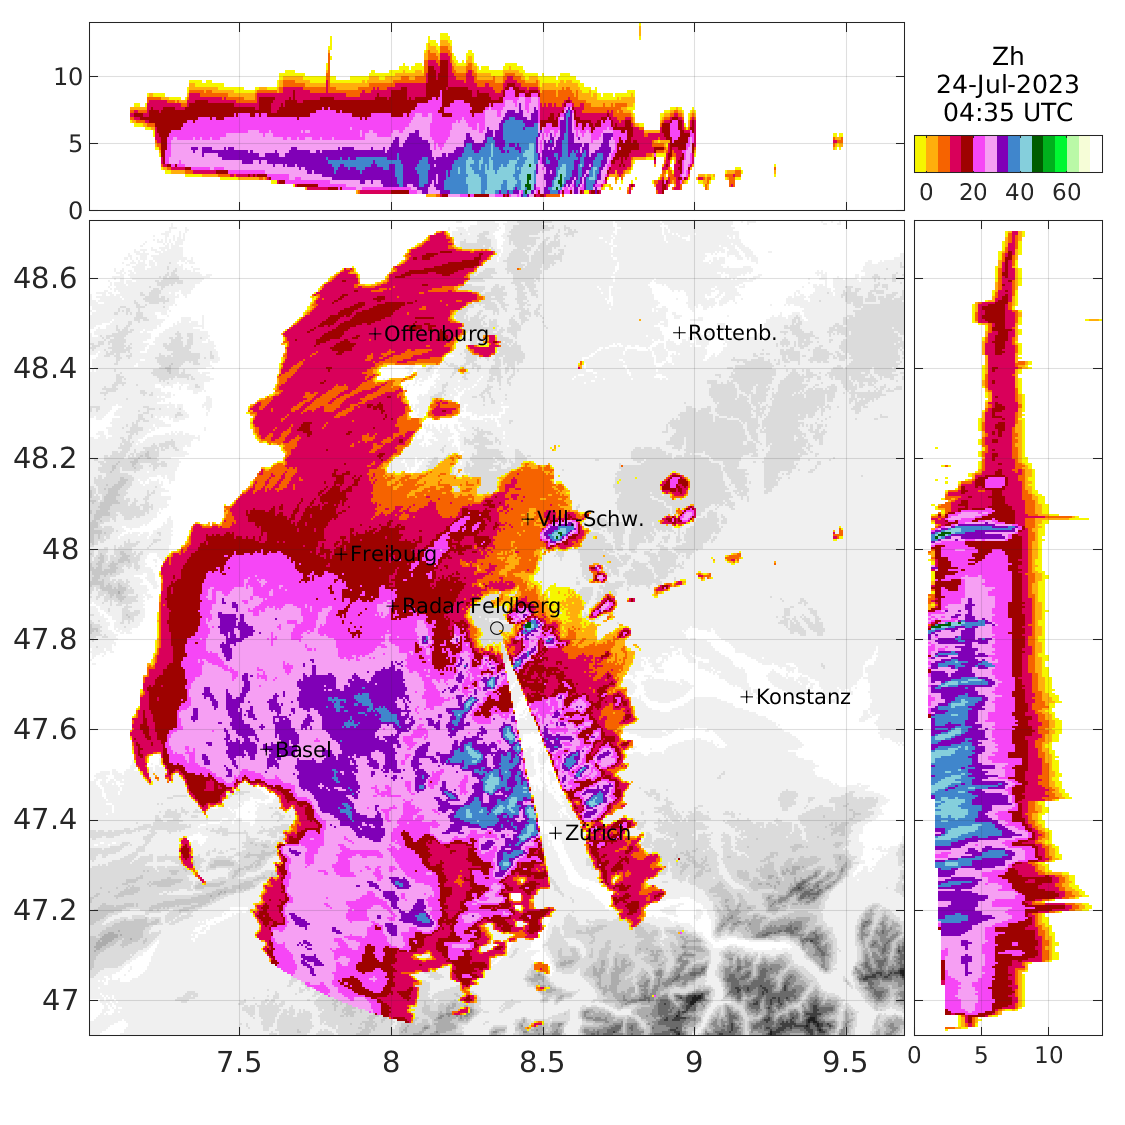 10
5
0
Zh
24-Jul-2023
04:35 UTC
0 20 40 60
48.6
48.4
48.2
48
47.8
47.6
47.4
47.2
47
Offenburg
Rottenb.
Vill.-Schw.
Freiburg
Radar Feldberg
Konstanz
Basel
Zürich
7.5 8 8.5 9 9.5
0 5 10